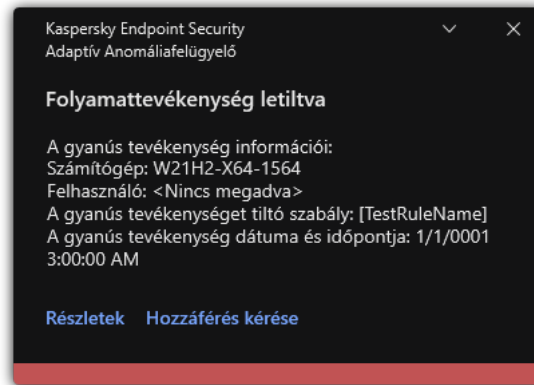 Kaspersky Endpoint Security
Adaptív Anomáliafelügyelő
Folyamattevékenység letiltva
A gyanús tevékenység információi:
Számítógép: W21H2-X64-1564
Felhasználó: <Nincs megadva>
A gyanús tevékenységet tiltó szabály: [TestRuleName]
A gyanús tevékenység dátuma és időpontja: 1/1/0001
3:00:00 AM
Részletek Hozzáférés kérése